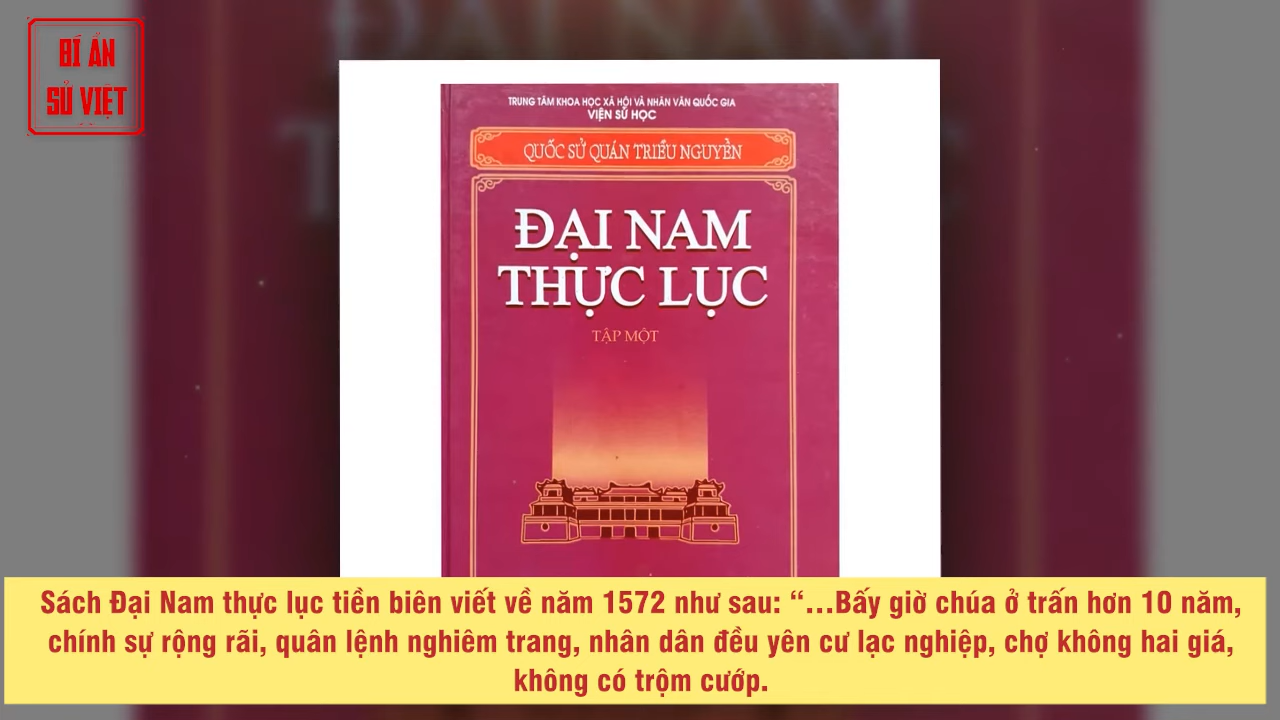 BÍ ẨN
SỬ VIỆT
TRUNG TÂM KHOA HỌC XÃ HỘI VÀ NHÂN VĂN QUỐC GIA
VIỆN SỬ HỌC
QUỐC SỬ QUÁN TRIỀU NGUYỄN
ĐẠI NAM
THỰC LỤC
TẬP MỘT
Sách Đại Nam thực lục tiền biên viết về năm 1572 như sau: “...Bấy giờ chúa ở trấn hơn 10 năm,
chính sự rộng rãi, quân lệnh nghiêm trang, nhân dân đều yên cư lạc nghiệp, chợ không hai giá,
không có trộm cướp.